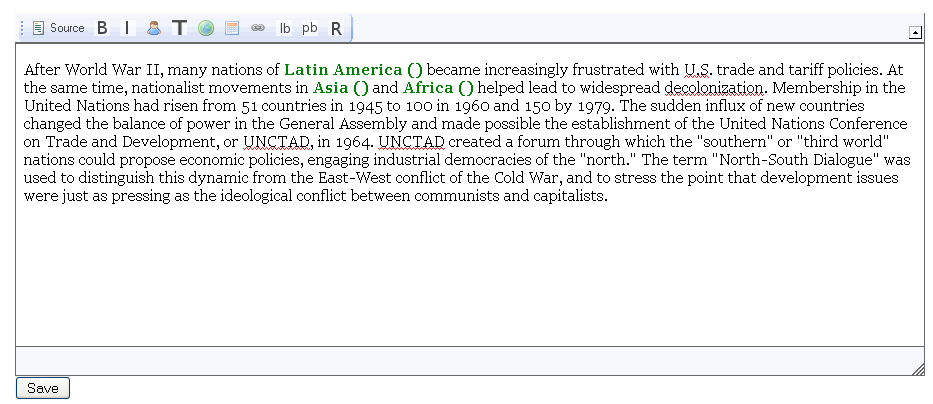 Source B I T lb pb R
After World War II, many nations of Latin America () became increasingly frustrated with U.S. trade and tariff policies. At
the same time, nationalist movements in Asia () and Africa () helped lead to widespread decolonization. Membership in the
United Nations had risen from 51 countries in 1945 to 100 in 1960 and 150 by 1979. The sudden influx of new countries
changed the balance of power in the General Assembly and made possible the establishment of the United Nations Conference
on Trade and Development, or UNCTAD, in 1964. UNCTAD created a forum through which the "southern" or "third world"
nations could propose economic policies, engaging industrial democracies of the "north." The term "North-South Dialogue" was
used to distinguish this dynamic from the East-West conflict of the Cold War, and to stress the point that development issues
were just as pressing as the ideological conflict between communists and capitalists.
Save